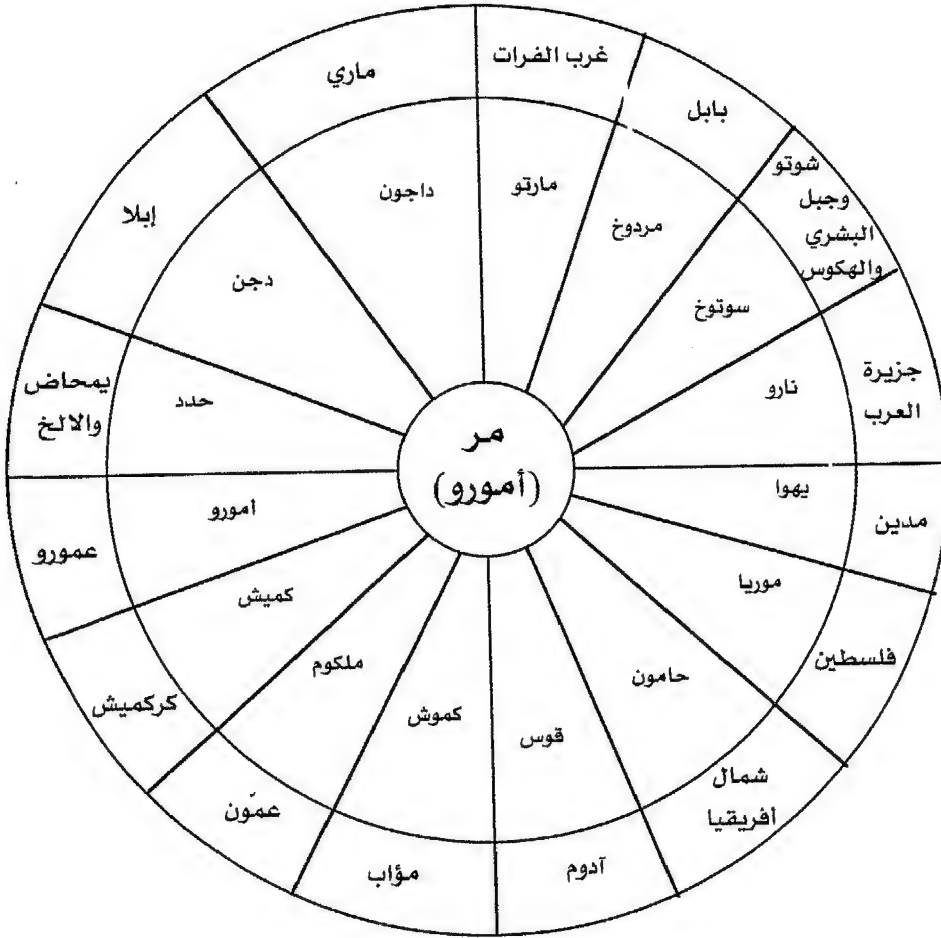 غرب الفرات
ماري
بابل
شوتو
وجبل
البشري
والهكوس
إبلا
جزيرة
العرب
يمحاض
والالخ
مدين
عمورو
فلسطين
كركميش
شمال
أفريقيا
عمّون
آدوم
مؤاب
مارتو
داجون
مردوخ
دجن
سوتوخ
نارو
حدد
يهوا
أمورو
موريا
كميش
حامون
ملكوم
كموش
قوس
مر
(أمورو)